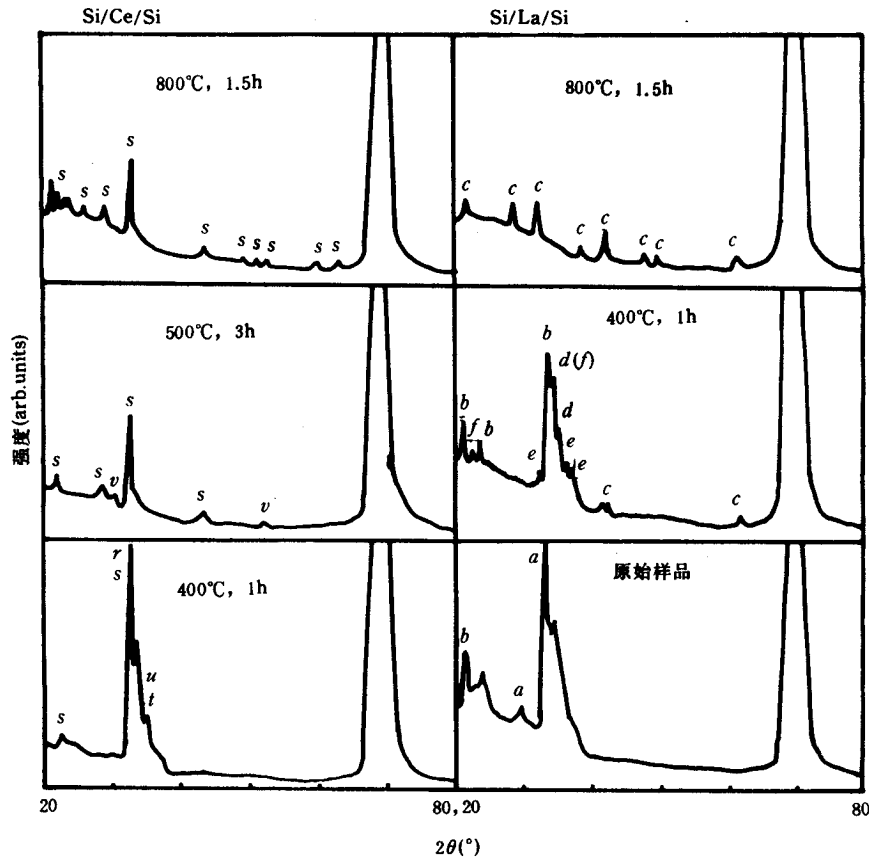 Si/Ce/Si
Si/La/Si
800℃, 1.5h
s
s
s
s
s
s
s
s
s
s
800℃, 1.5h
c
c
c
c
c
c
c
c
500℃, 3h
s
s
v
s
s
v
400℃, 1h
b
d(f)
b
f
b
d
e
e
e
c
c
r
s
400℃, 1h
u
t
s
原始样品
a
b
a
强度(arb.units)
20
80,20
80
2θ(°)